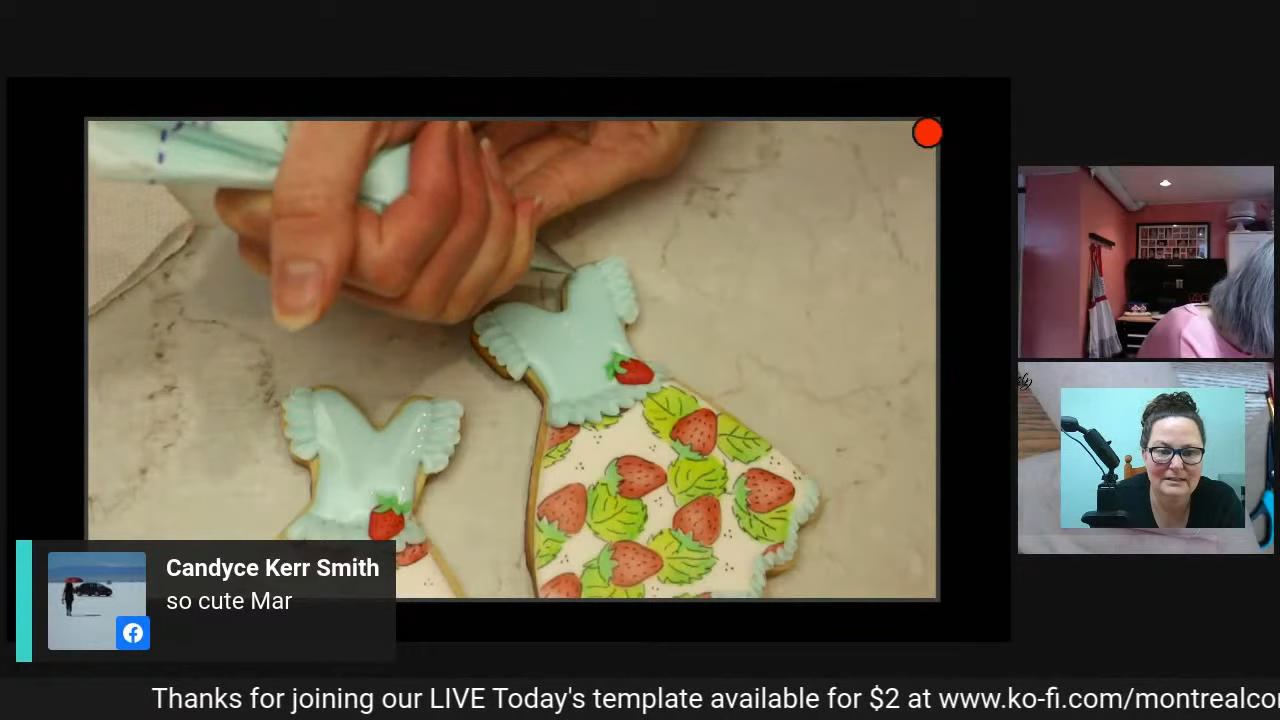 Candyce Kerr Smith
so cute Mar
Thanks for joining our LIVE Today's template available for $2 at www.ko-fi.com/montrealco